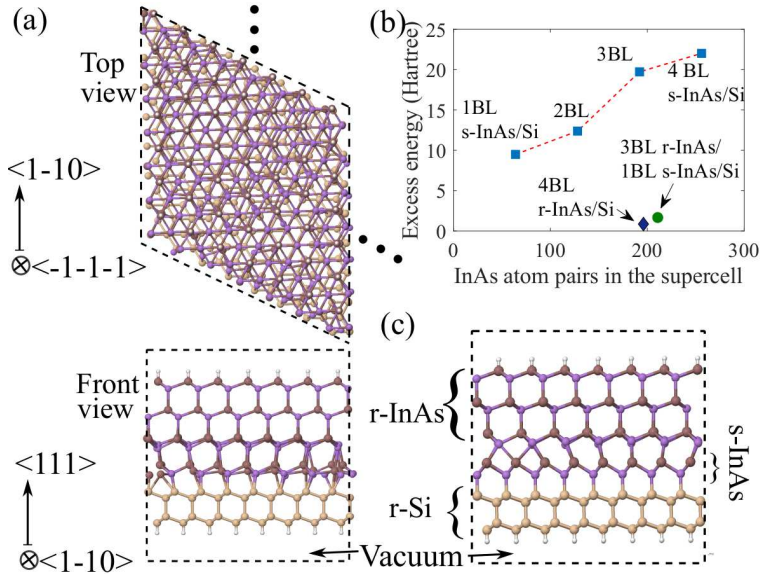 (a)
Top
view
<1-10>
<-1-1-1>
(b)
Excess energy (Hartree)
25
20
15
10
5
0
0
100
200
300
InAs atom pairs in the supercell
1BL
s-InAs/Si
2BL
3BL
4 BL
s-InAs/Si
4BL
r-InAs/Si
3BL r-InAs/
1BL s-InAs/Si
Front
view
<111>
<1-10>
(c)
r-InAs
s-InAs
r-Si
Vacuum